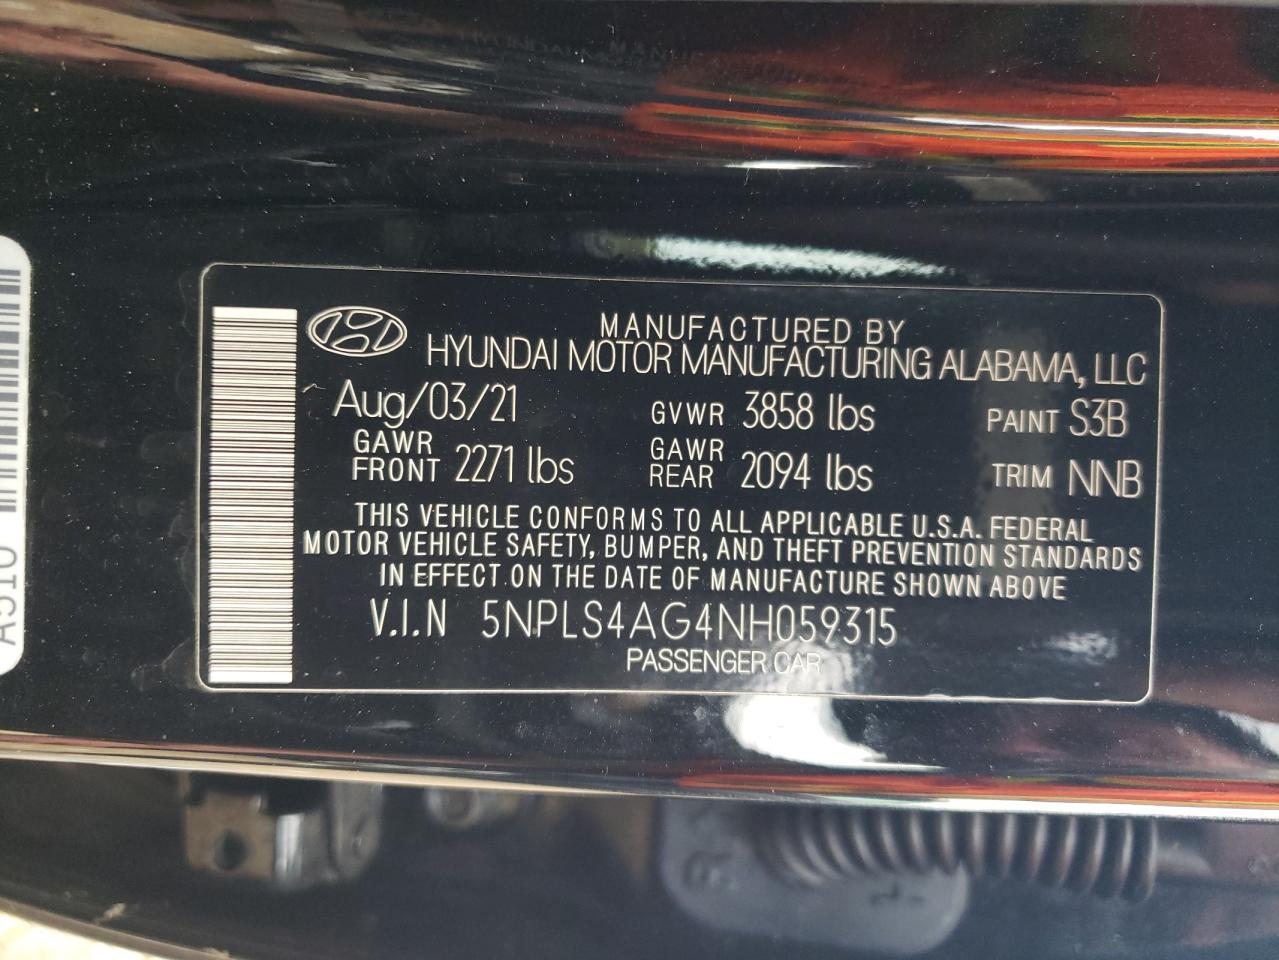 MANUFACTURED BY
HYUNDAI MOTOR MANUFACTURING ALABAMA, LLC
Aug/03/21 GVWR 3858 lbs PAINT S3B
GAWR FRONT 2271 lbs GAWR REAR 2094 lbs TRIM NNB
THIS VEHICLE CONFORMS TO ALL APPLICABLE U.S.A. FEDERAL
MOTOR VEHICLE SAFETY, BUMPER, AND THEFT PREVENTION STANDARDS
IN EFFECT ON THE DATE OF MANUFACTURE SHOWN ABOVE
V.I.N 5NPLS4AG4NH059315
PASSENGER CAR